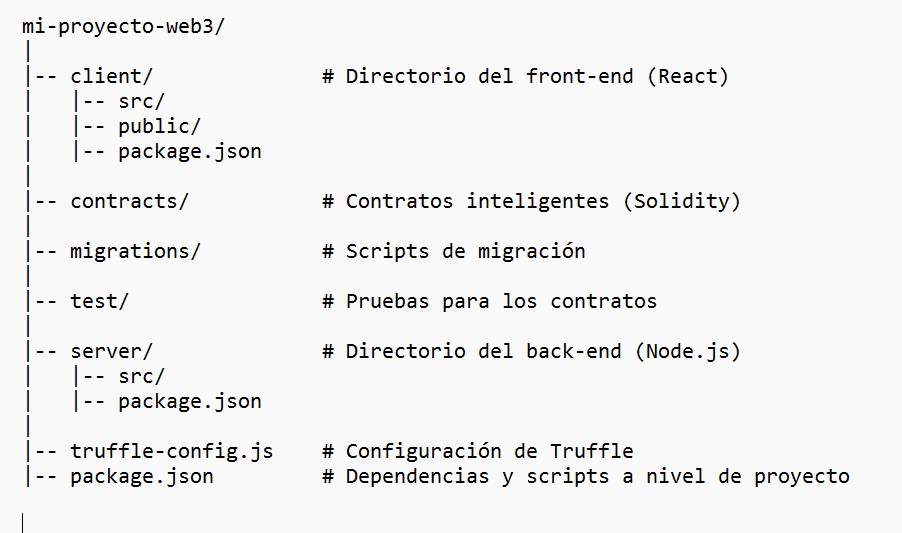 mi-proyecto-web3/
|
|-- client/              # Directorio del front-end (React)
|   |-- src/
|   |-- public/
|   |-- package.json
|
|-- contracts/           # Contratos inteligentes (Solidity)
|
|-- migrations/          # Scripts de migración
|
|-- test/                # Pruebas para los contratos
|
|-- server/              # Directorio del back-end (Node.js)
|   |-- src/
|   |-- package.json
|
|-- truffle-config.js    # Configuración de Truffle
|-- package.json         # Dependencias y scripts a nivel de proyecto